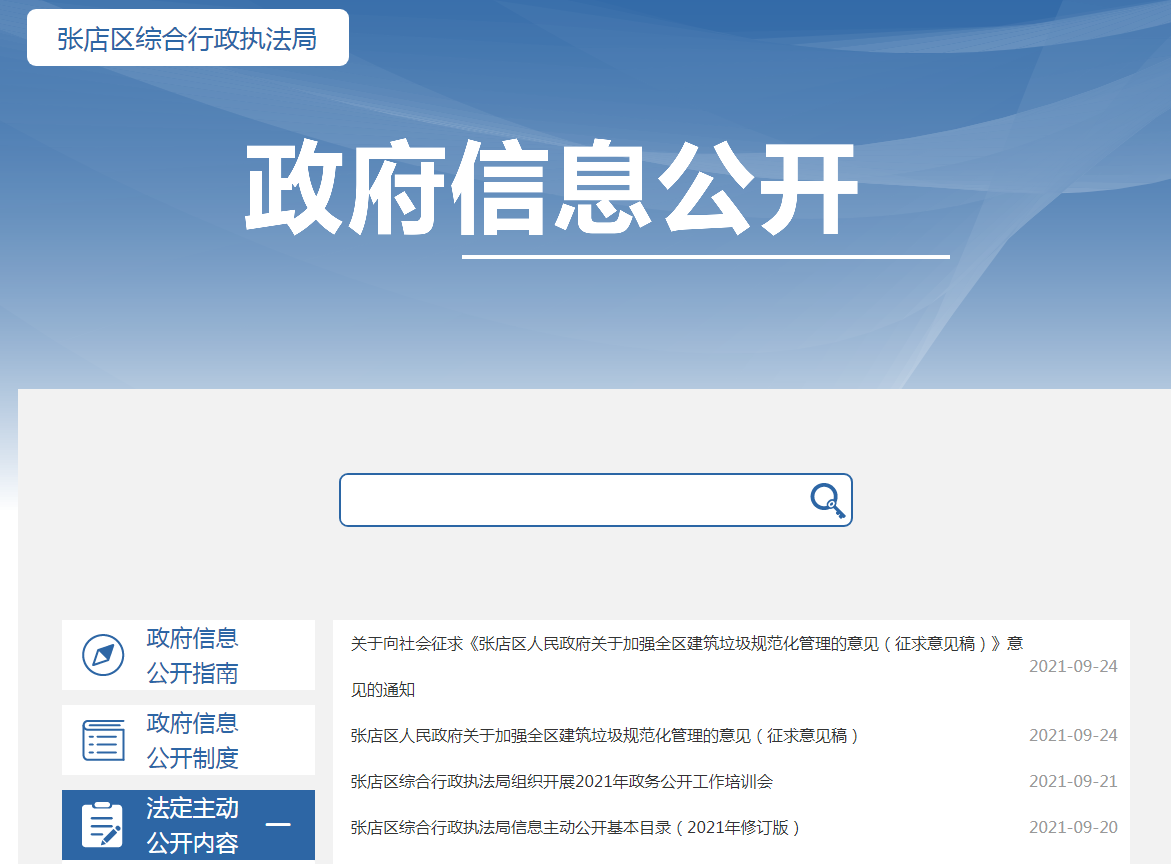 张店区综合行政执法局
政府信息公开
政府信息
公开指南
政府信息
公开制度
法定主动
公开内容
关于向社会征求《张店区人民政府关于加强全区建筑垃圾规范化管理的意见（征求意见稿）》意
见的通知
2021-09-24
张店区人民政府关于加强全区建筑垃圾规范化管理的意见（征求意见稿）
2021-09-24
张店区综合行政执法局组织开展2021年政务公开工作培训会
2021-09-21
张店区综合行政执法局信息主动公开基本目录（2021年修订版）
2021-09-20